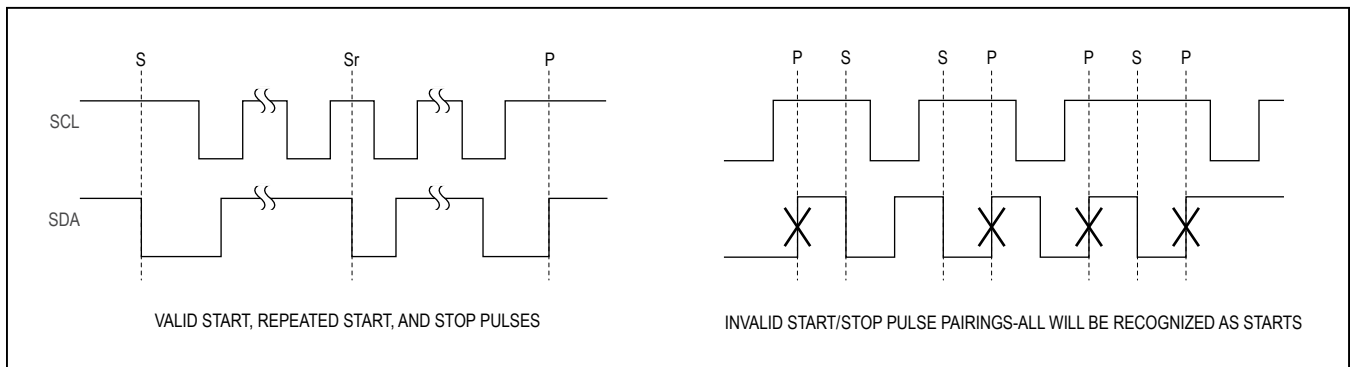 S Sr P
SCL
SDA
VALID START, REPEATED START, AND STOP PULSES
P S S P P S P
INVALID START/STOP PULSE PAIRINGS-ALL WILL BE RECOGNIZED AS STARTS